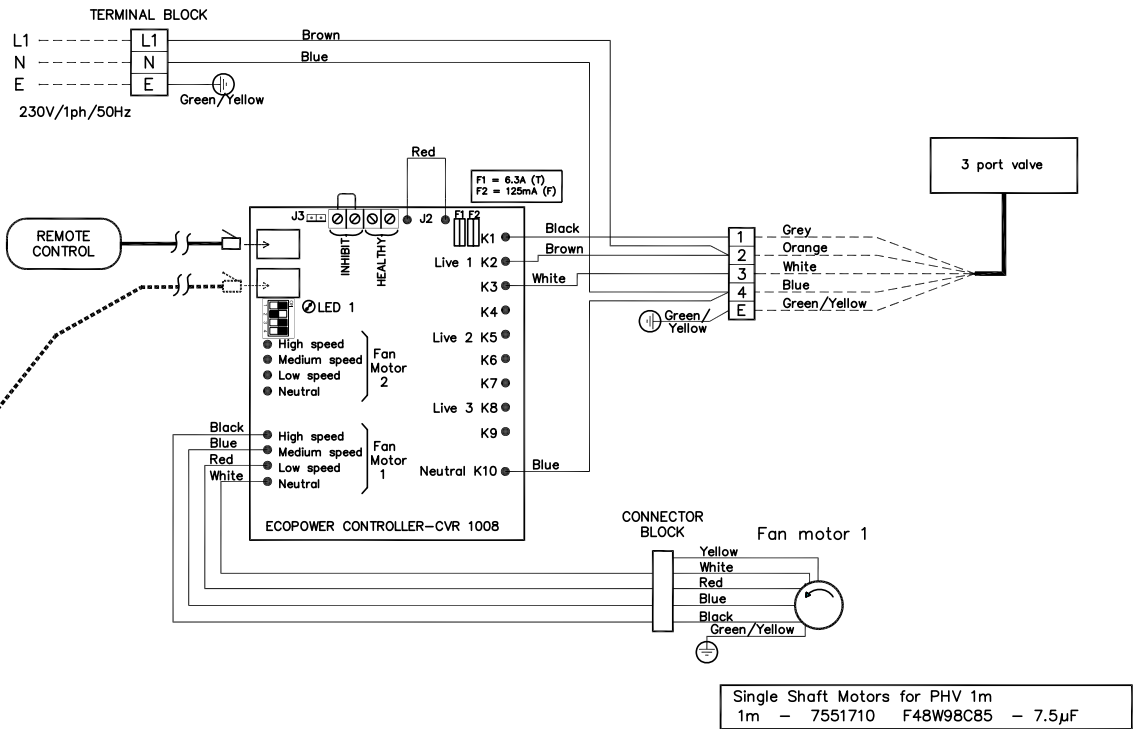 TERMINAL BLOCK
L1 L1 Brown
N N Blue
E E
Green/Yellow
230V/1ph/50Hz
Red
F1 = 6.3A (T)
F2 = 125mA (F)
3 port valve
REMOTE
CONTROL
J3
INHIBIT
HEALTHY
J2
F1 F2
K1 Black
Live 1 K2 Brown
K3 White
K4
Live 2 K5
K6
K7
Live 3 K8
K9
Neutral K10 Blue
1 Grey
2 Orange
3 White
4 Blue
E Green/Yellow
Green/
Yellow
LED 1
High speed
Medium speed
Low speed
Neutral
Fan
Motor
2
Black High speed
Blue Medium speed
Red Low speed
White Neutral
Fan
Motor
1
ECOPOWER CONTROLLER-CVR 1008
CONNECTOR
BLOCK
Fan motor 1
Yellow
White
Red
Blue
Black
Green/Yellow
Single Shaft Motors for PHV 1m
1m - 7551710 F48W98C85 - 7.5µF